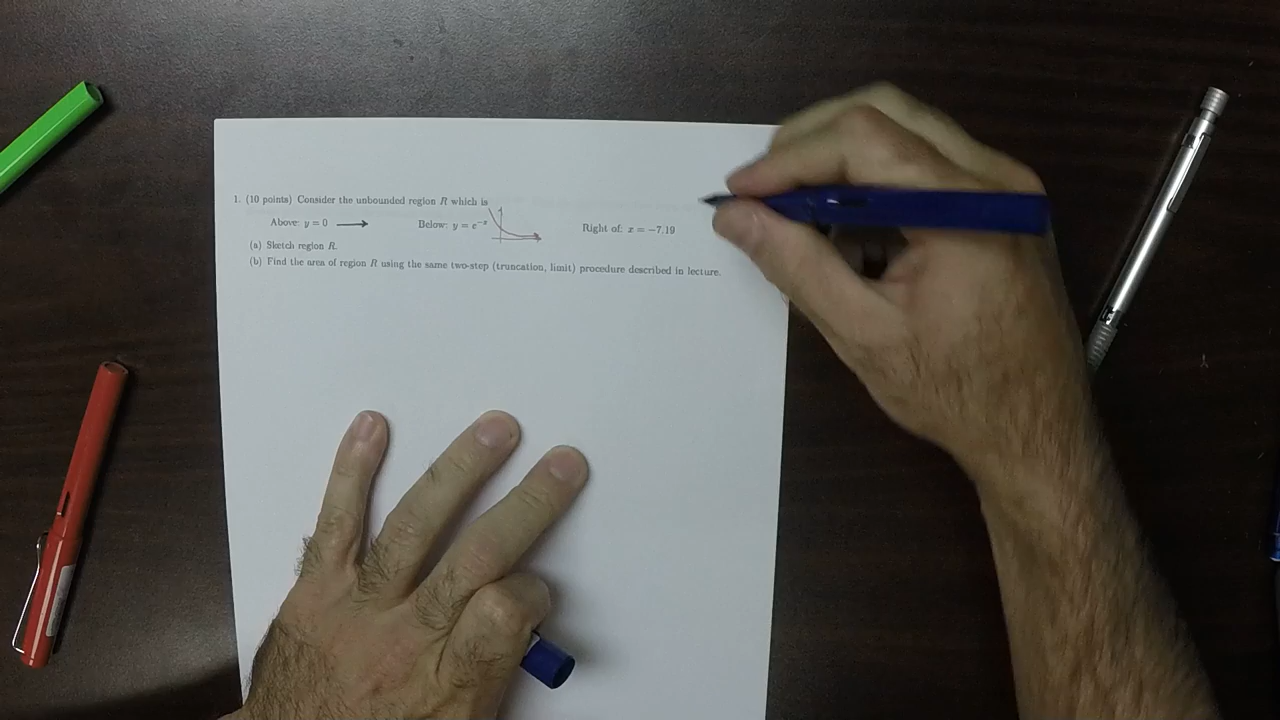 1. (10 points) Consider the unbounded region R which is
Above: y = 0 Below: y = e^{-x} Right of: x = -7.19
(a) Sketch region R.
(b) Find the area of region R using the same two-step (truncation, limit) procedure described in lecture.